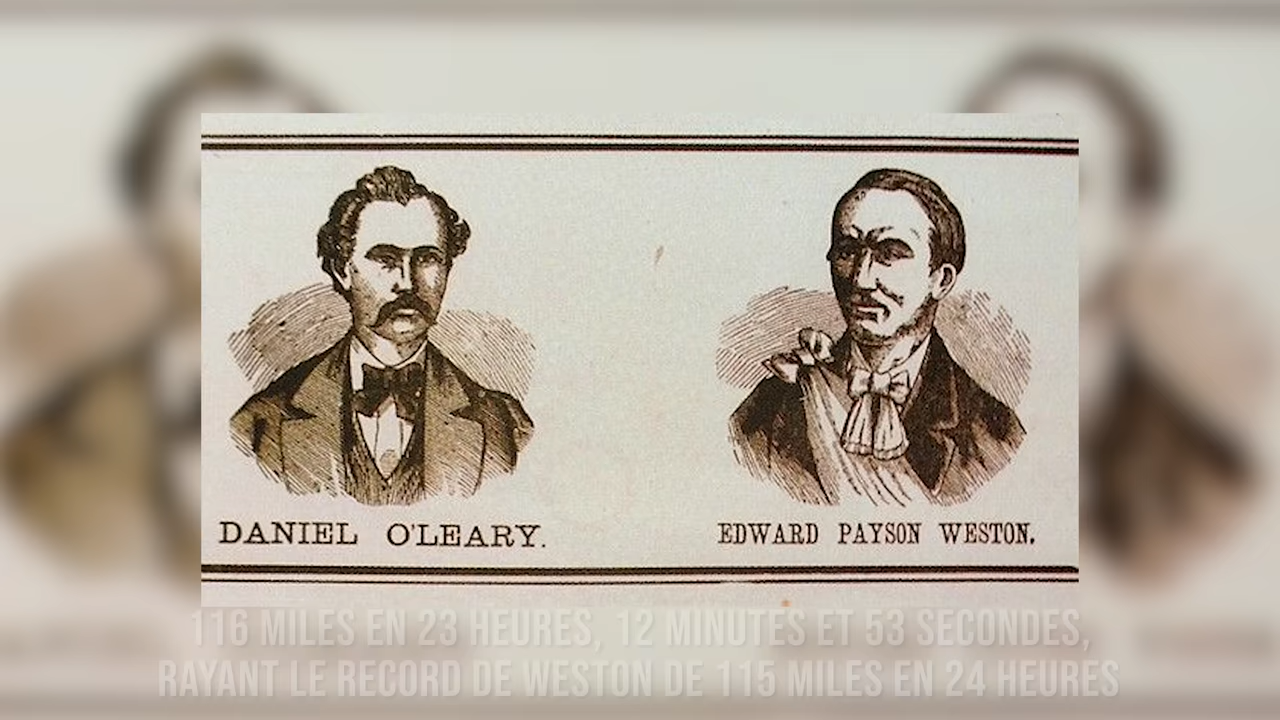 DANIEL O'LEARY.
EDWARD PAYSON WESTON.
116 MILES EN 23 HEURES, 12 MINUTES ET 53 SECONDES,
RAYANT LE RECORD DE WESTON DE 115 MILES EN 24 HEURES